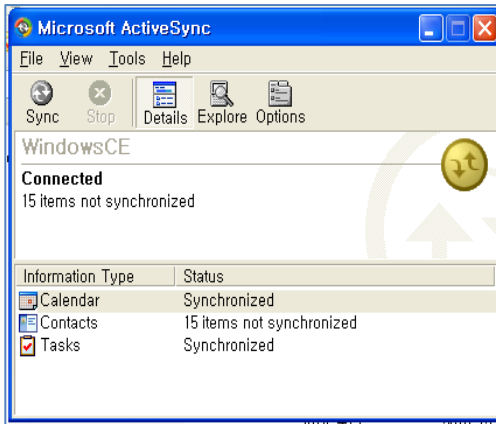 Microsoft ActiveSync
File View Tools Help
Sync Stop Details Explore Options
WindowsCE
Connected
15 items not synchronized
Information Type Status
Calendar Synchronized
Contacts 15 items not synchronized
Tasks Synchronized